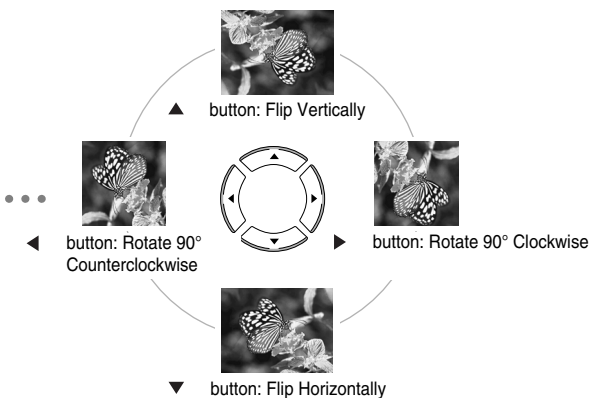 ▲ button: Flip Vertically
◀ button: Rotate 90°
Counterclockwise
▶ button: Rotate 90° Clockwise
▼ button: Flip Horizontally